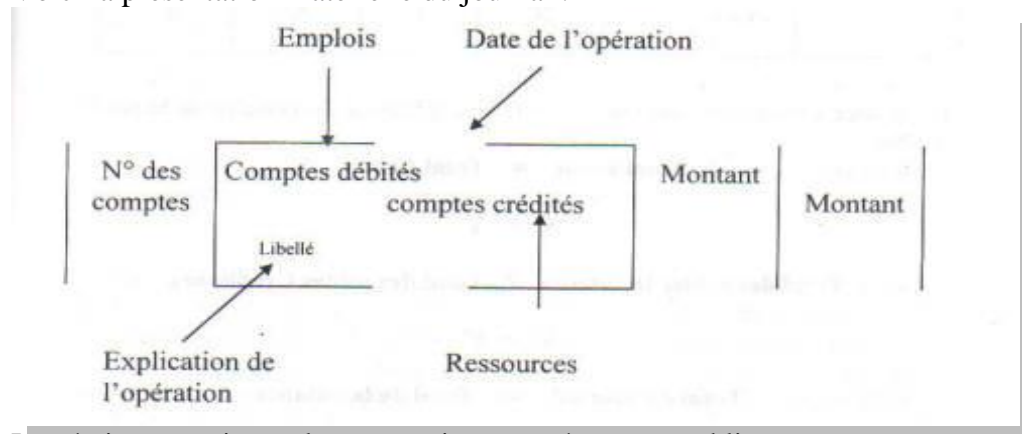 Emplois Date de l'opération
N° des Comptes débités Montant
comptes comptes crédités Montant
Libellé
Explication de Ressources
l'opération